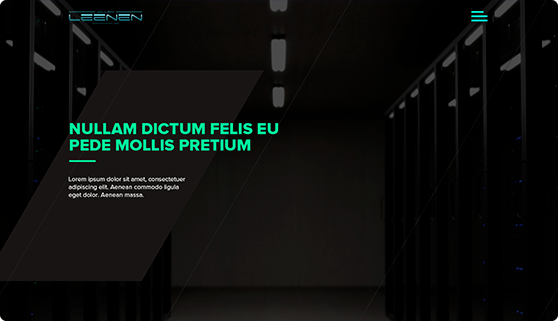 LEENEN
NULLAM DICTUM FELIS EU
PEDE MOLLIS PRETIUM
Lorem ipsum dolor sit amet, consectetuer
adipiscing elit. Aenean commodo ligula
eget dolor. Aenean massa.